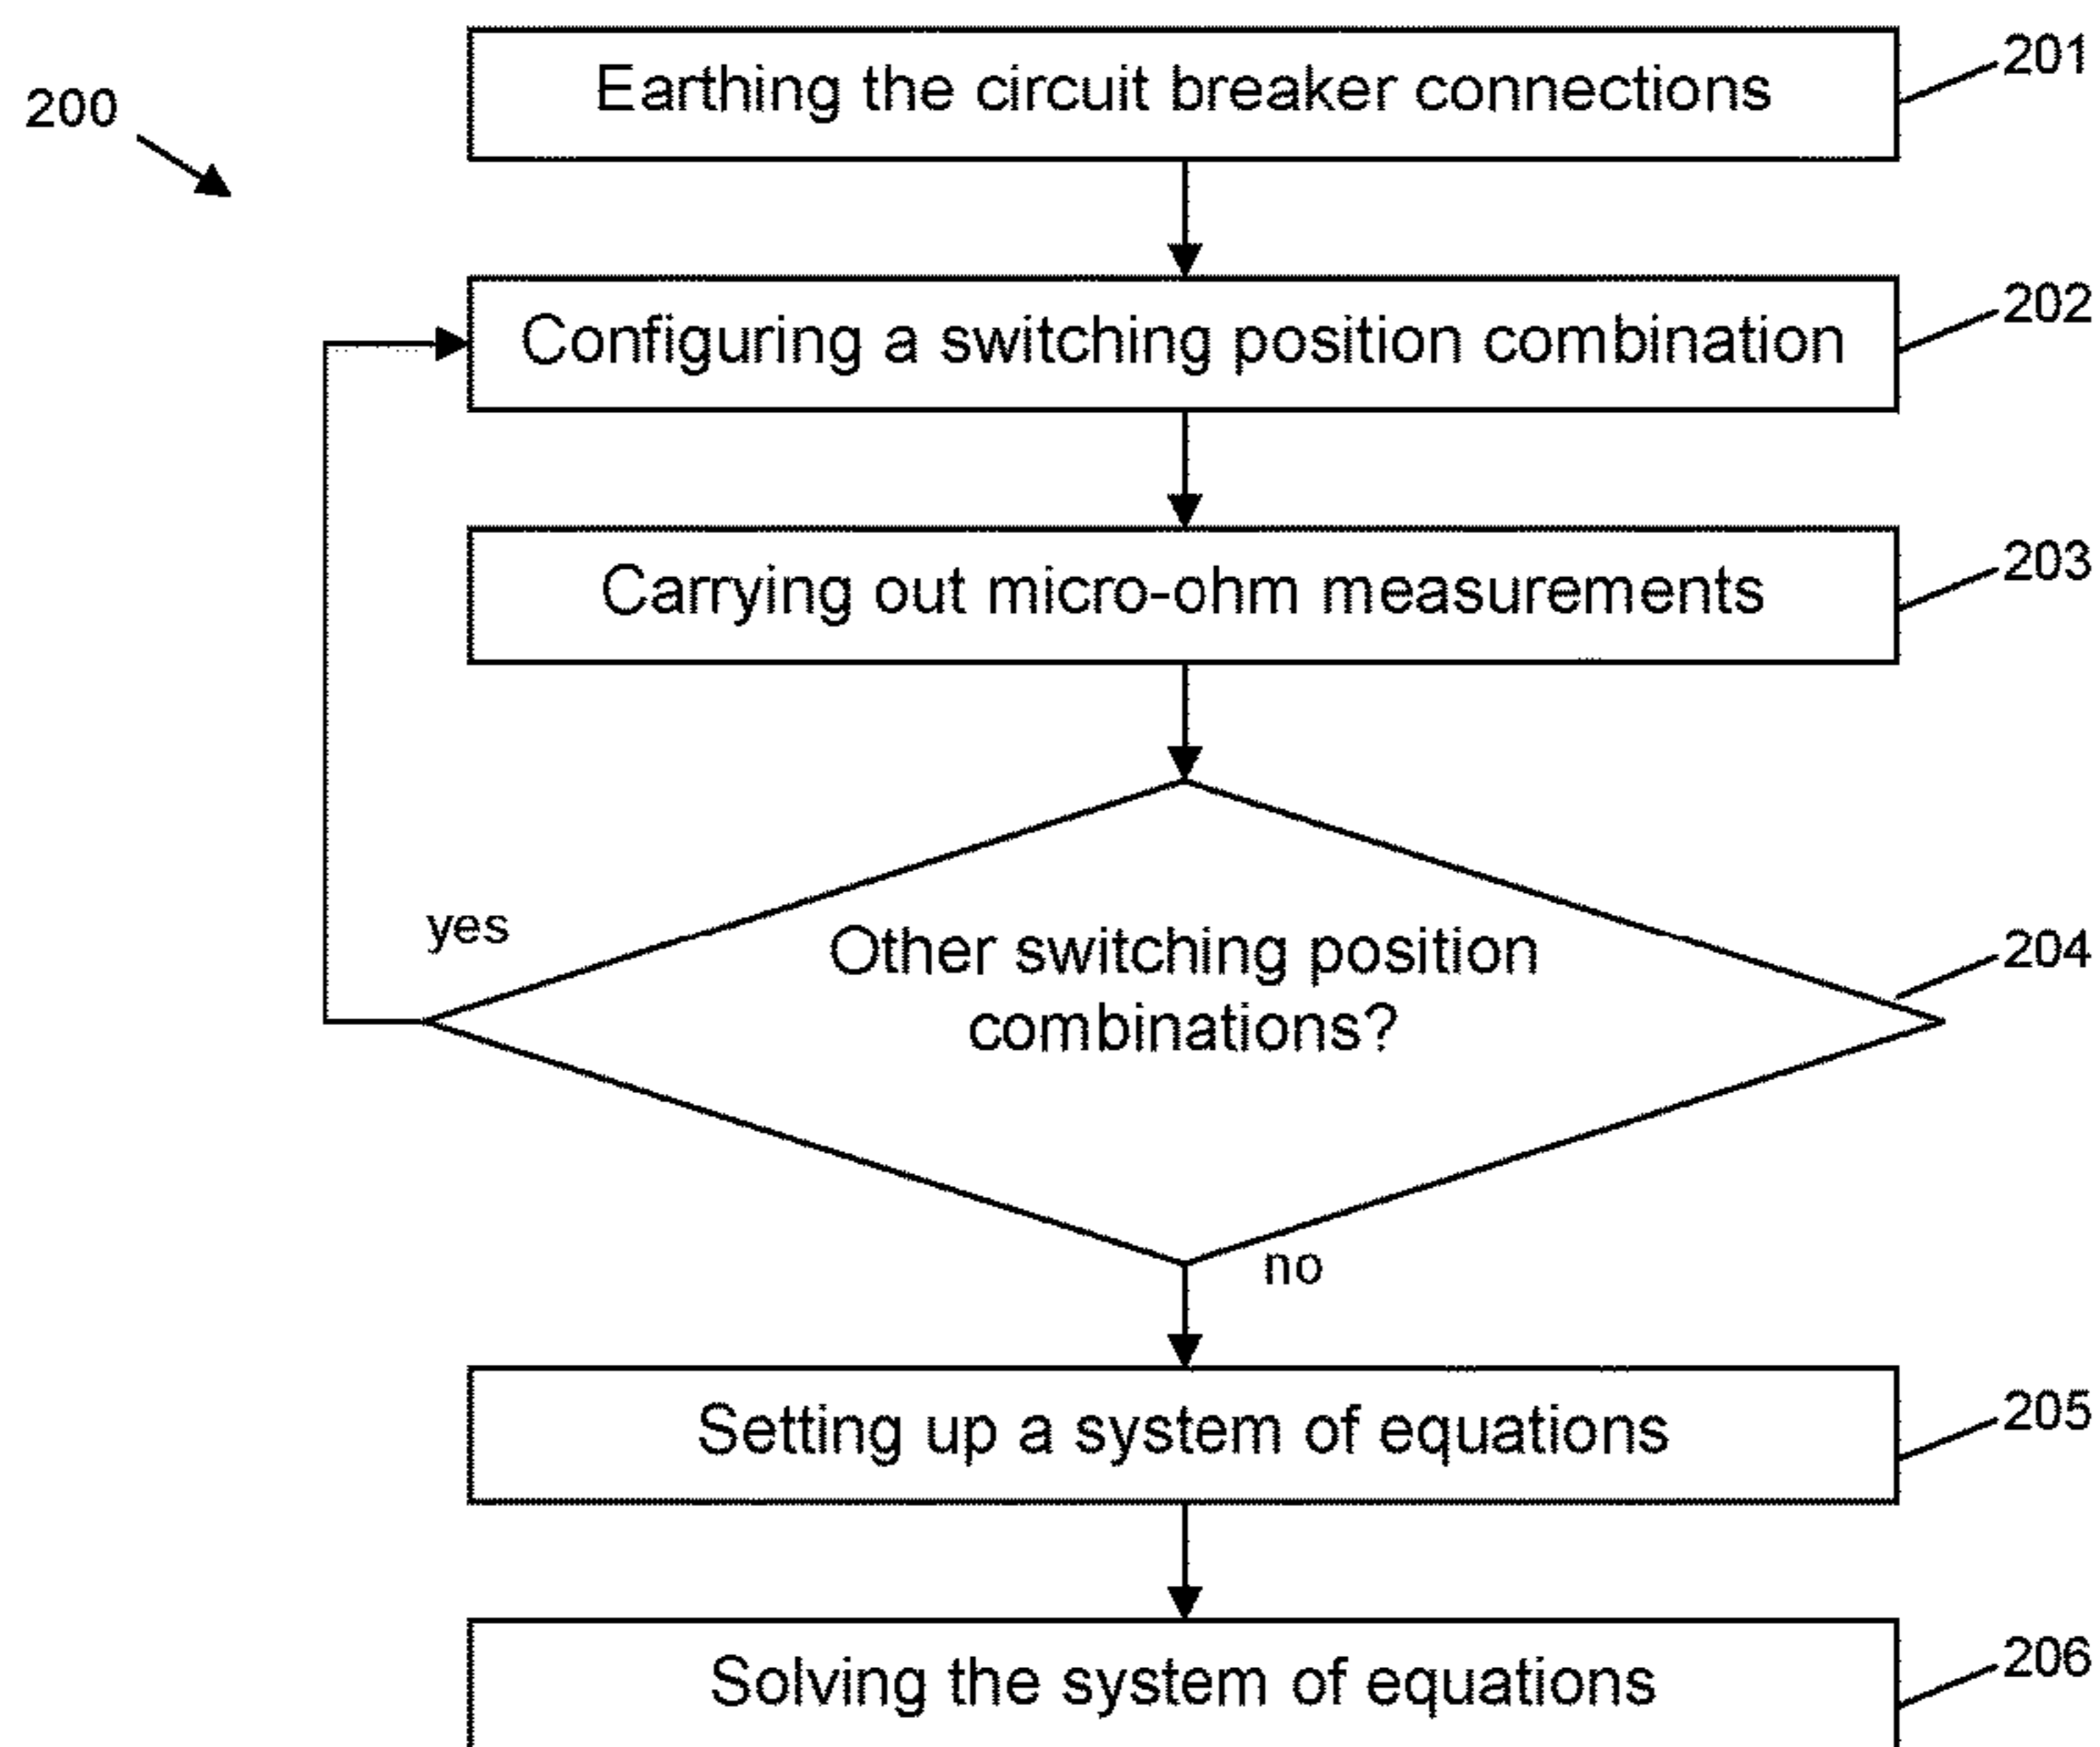 200
Earthing the circuit breaker connections
201
Configuring a switching position combination
202
Carrying out micro-ohm measurements
203
yes
Other switching position
combinations?
204
no
Setting up a system of equations
205
Solving the system of equations
206